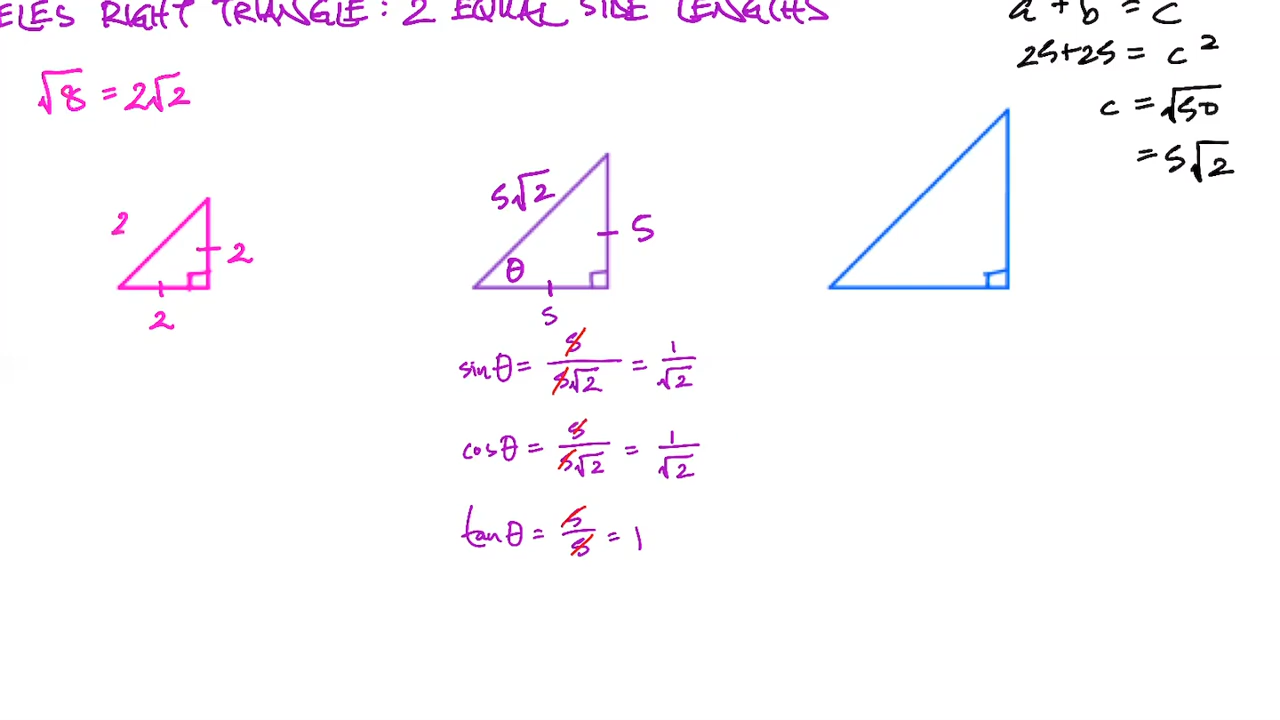 ELES RIGHT TRIANGLE: 2 EQUAL SIDE LENGTHS
a + b = c
25+25 = c²
c = √50
= 5√2
√8 = 2√2
2
2
2
5√2
5
θ
5
sinθ = 5/5√2 = 1/√2
cosθ = 5/5√2 = 1/√2
tanθ = 5/5 = 1